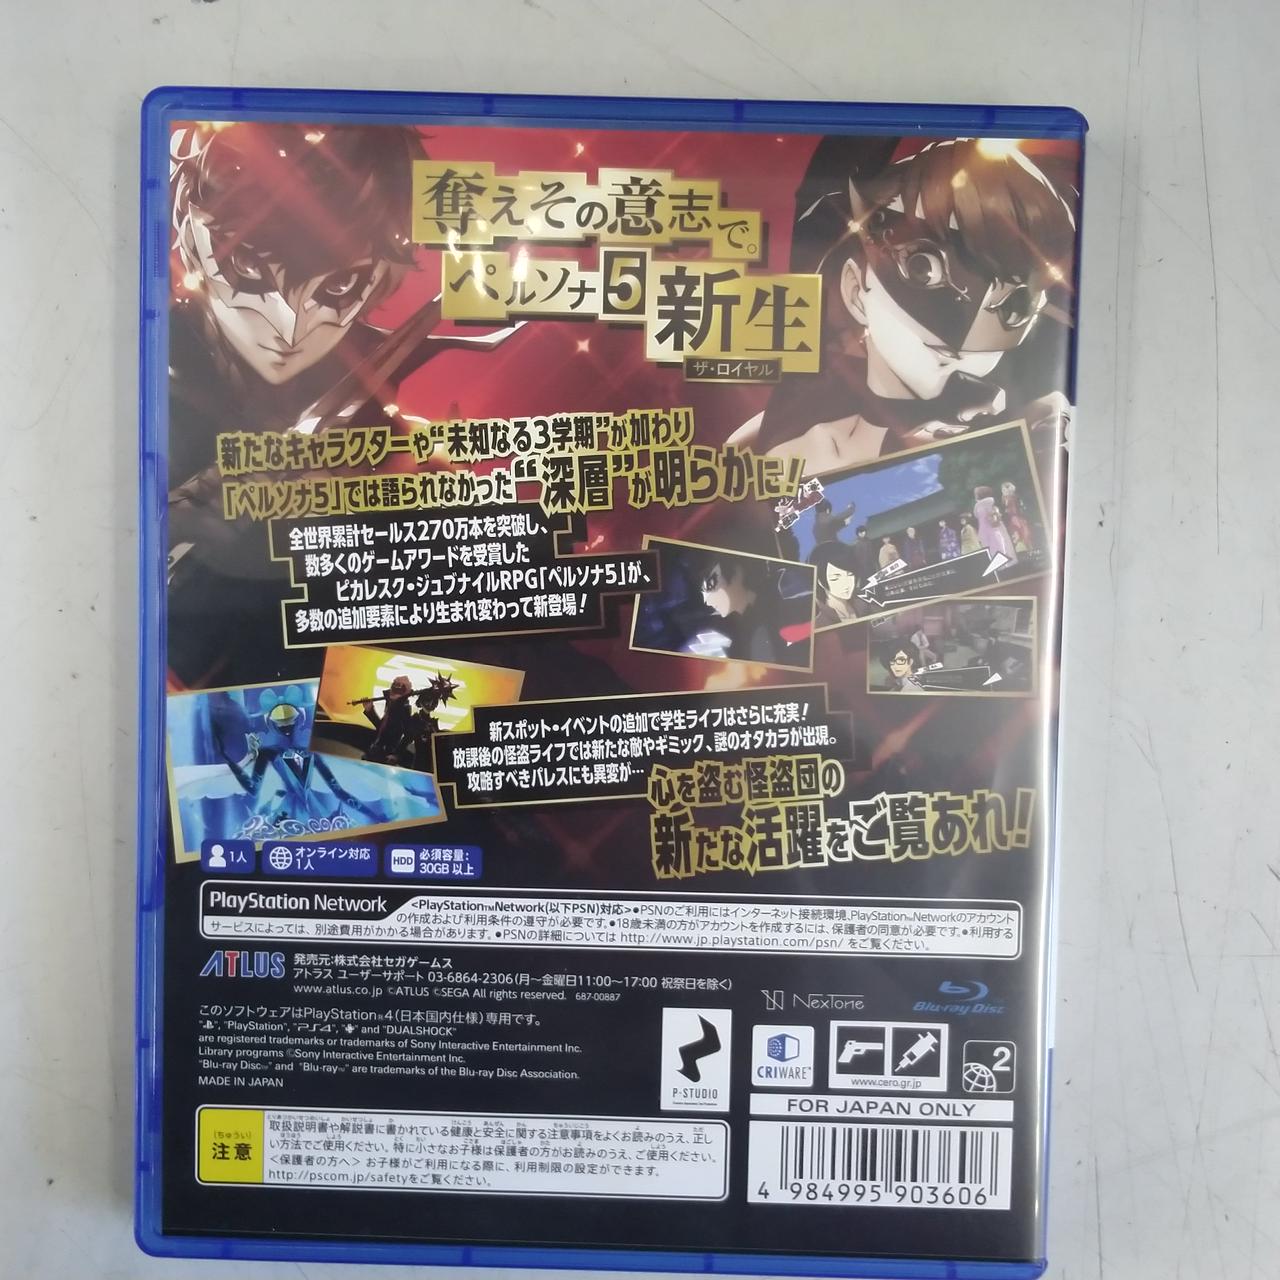 奪えその意志で。
ペルソナ5新生
ザ・ロイヤル
新たなキャラクターや“未知なる3学期”が加わり
「ペルソナ5」では語られなかった“深層”が明らかに!
全世界累計セールス270万本を突破し、
数多くのゲームアワードを受賞した
ピカレスク・ジュブナイルRPG「ペルソナ5」が、
多数の追加要素により生まれ変わって新登場!
新スポット・イベントの追加で学生ライフはさらに充実!
放課後の怪盗ライフでは新たな敵やギミック、謎のオタカラが出現。
攻略すべきパレスにも異変が…
心を盗む怪盗団の
新たな活躍をご覧あれ!
1人
オンライン対応
1人
HDD 必須容量:
30GB 以上
PlayStation Network <PlayStation™Network(以下PSN)対応>●PSNのご利用にはインターネット接続環境、PlayStation™Networkのアカウント
の作成および利用条件の遵守が必要です。●18歳未満の方がアカウントを作成するには、保護者の同意が必要です。●利用する
サービスによっては、別途費用がかかる場合があります。●PSNの詳細については http://www.jp.playstation.com/psn/ をご覧ください。
ATLUS 発売元:株式会社セガゲームス
アトラス ユーザーサポート 03-6864-2306(月~金曜日11:00~17:00 祝祭日を除く)
www.atlus.co.jp ©ATLUS ©SEGA All rights reserved. 687-00887
NexTone
Blu-ray Disc
このソフトウェアはPlayStation®4(日本国内仕様)専用です。
"PlayStation", "PS4", and "DUALSHOCK"
are registered trademarks or trademarks of Sony Interactive Entertainment Inc.
Library programs ©Sony Interactive Entertainment Inc.
"Blu-ray Disc™" and "Blu-ray™" are trademarks of the Blu-ray Disc Association.
MADE IN JAPAN
P-STUDIO
CRIWARE™
www.cero.gr.jp
2
FOR JAPAN ONLY
(ちゅうい)
注意
取扱説明書や解説書に書かれている健康と安全に関する注意事項をよくお読みのうえ、正し
い方法でご使用ください。特に小さなお子様は保護者の方がお読みのうえ、ご使用ください。
<保護者の方へ> お子様がご利用になる際に、利用制限の設定ができます。
http://pscom.jp/safetyをご覧ください。
4 984995 903606